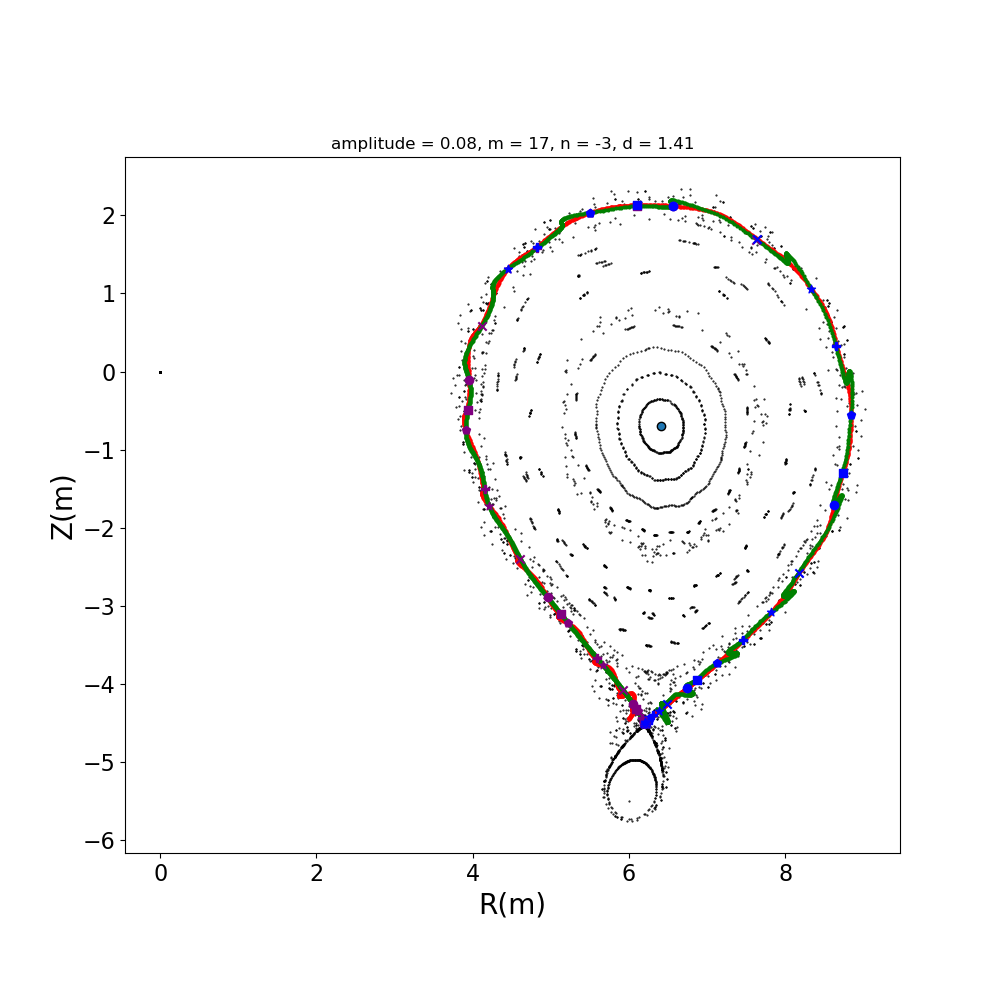 amplitude = 0.08, m = 17, n = -3, d = 1.41
2
1
0
−1
−2
−3
−4
−5
−6
Z(m)
0 2 4 6 8
R(m)